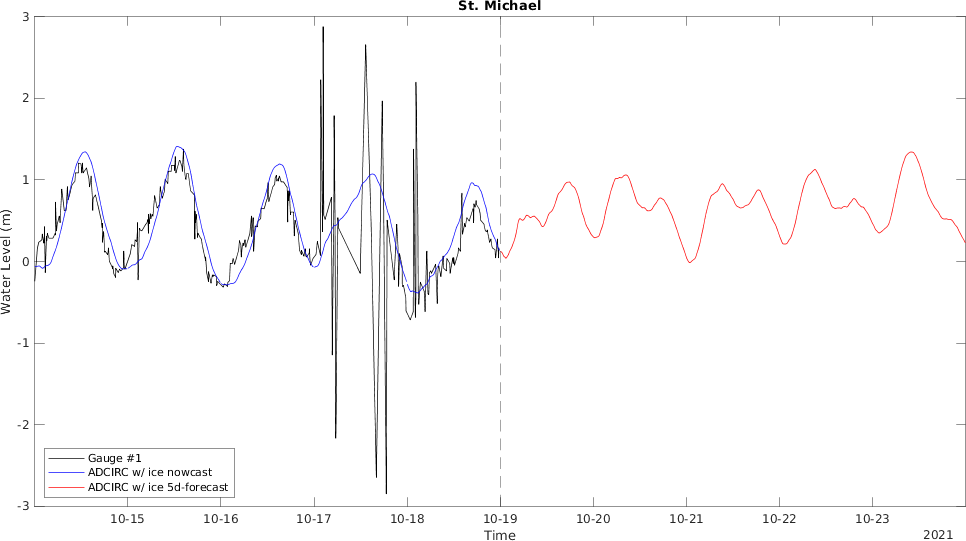 St. Michael
3
2
1
0
-1
-2
-3
Water Level (m)
Gauge #1
ADCIRC w/ ice nowcast
ADCIRC w/ ice 5d-forecast
10-15 10-16 10-17 10-18 10-19 10-20 10-21 10-22 10-23
Time
2021